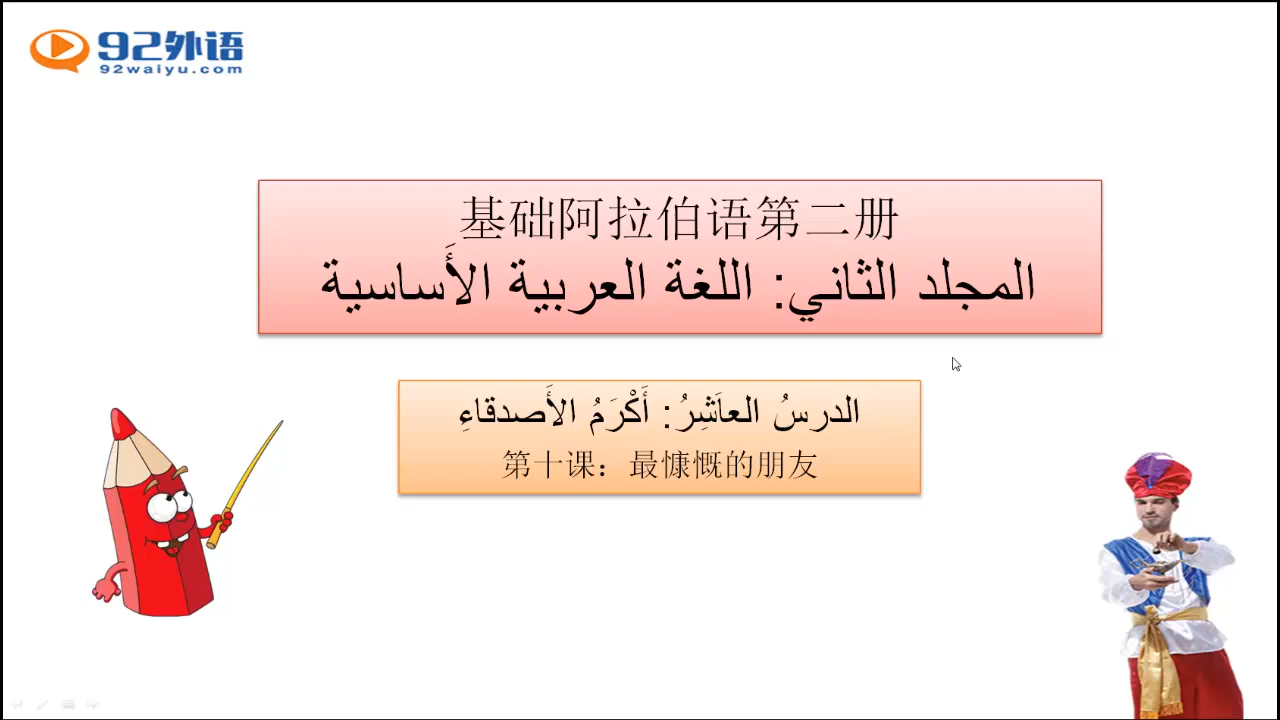 92外语
92waiyu.com
基础阿拉伯语第二册
المجلد الثاني: اللغة العربية الأَساسية
الدرسُ العاَشِرُ: أَكْرَمُ الأَصدقاءِ
第十课：最慷慨的朋友